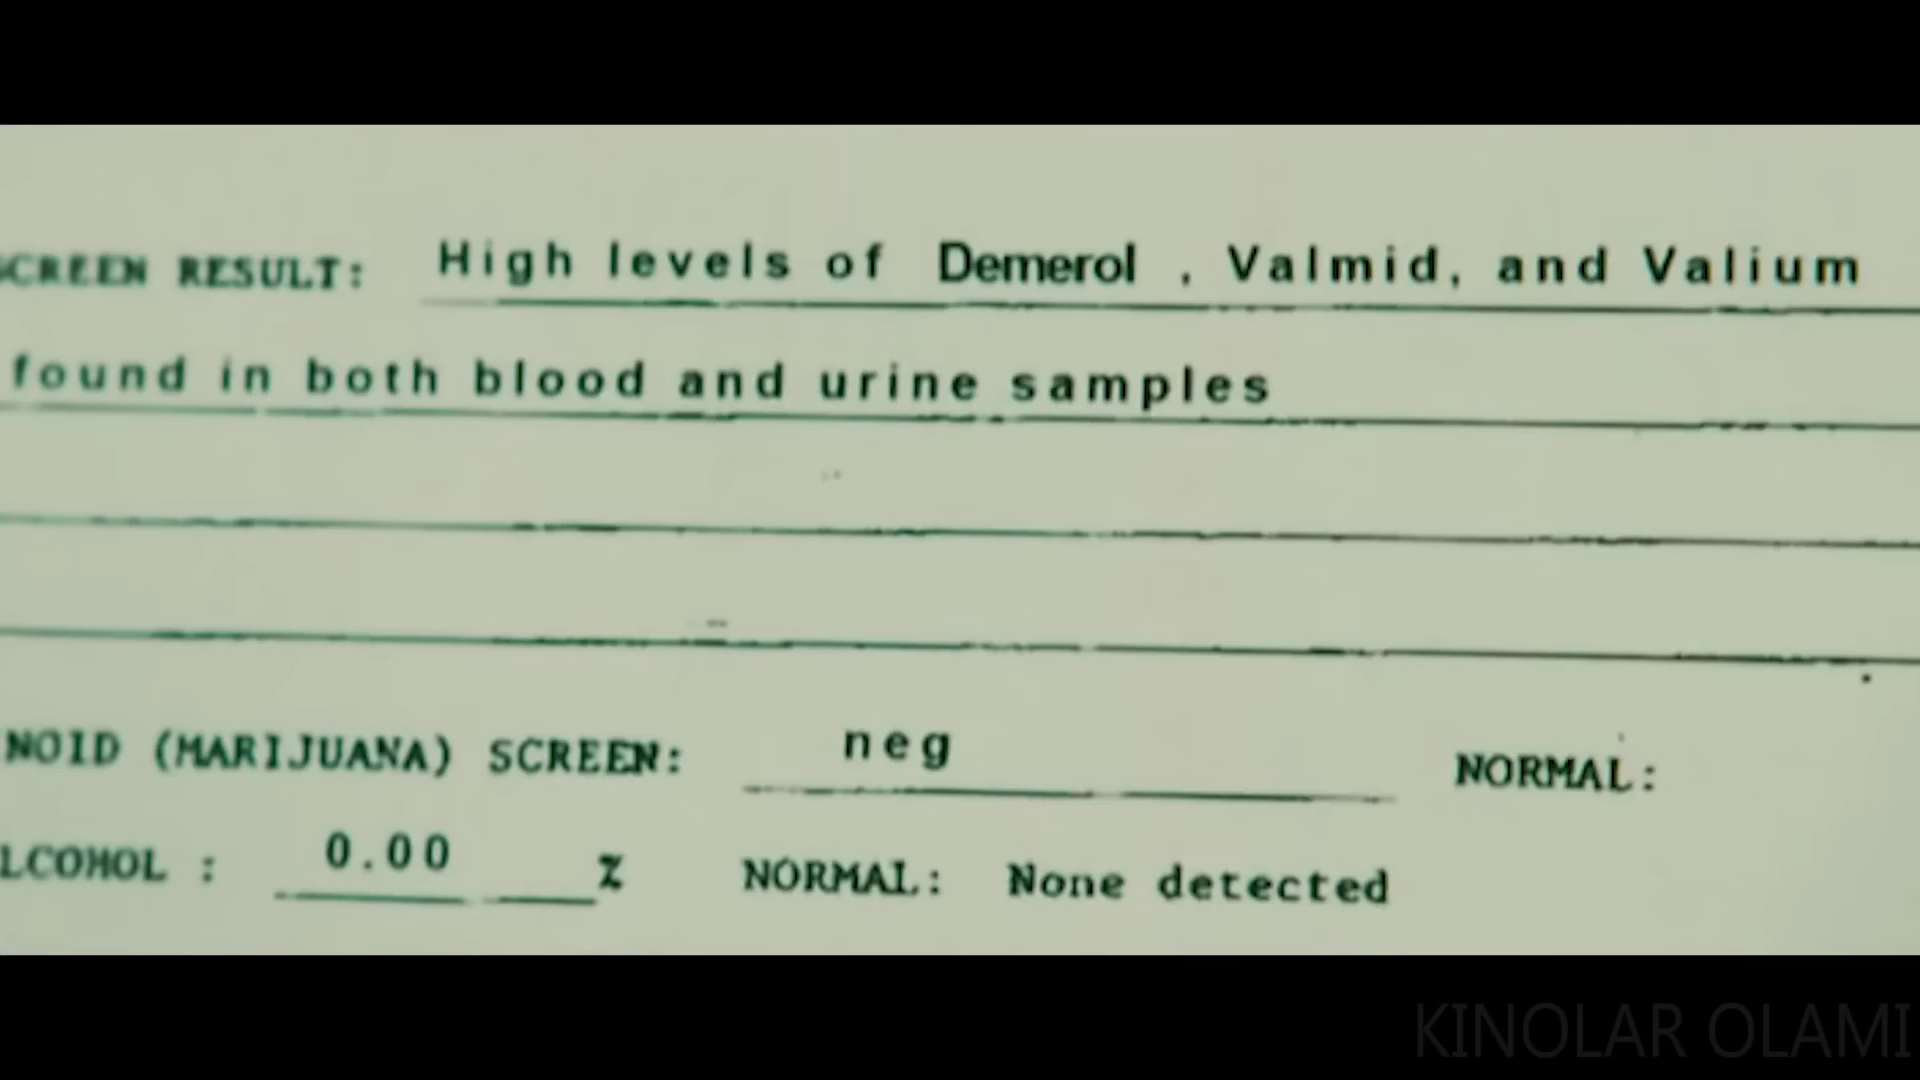 SCREEN RESULT: High levels of Demerol , Valmid, and Valium
found in both blood and urine samples
NOID (MARIJUANA) SCREEN: neg NORMAL:
LCOHOL : 0.00 % NORMAL: None detected
KINOLAR OLAMI